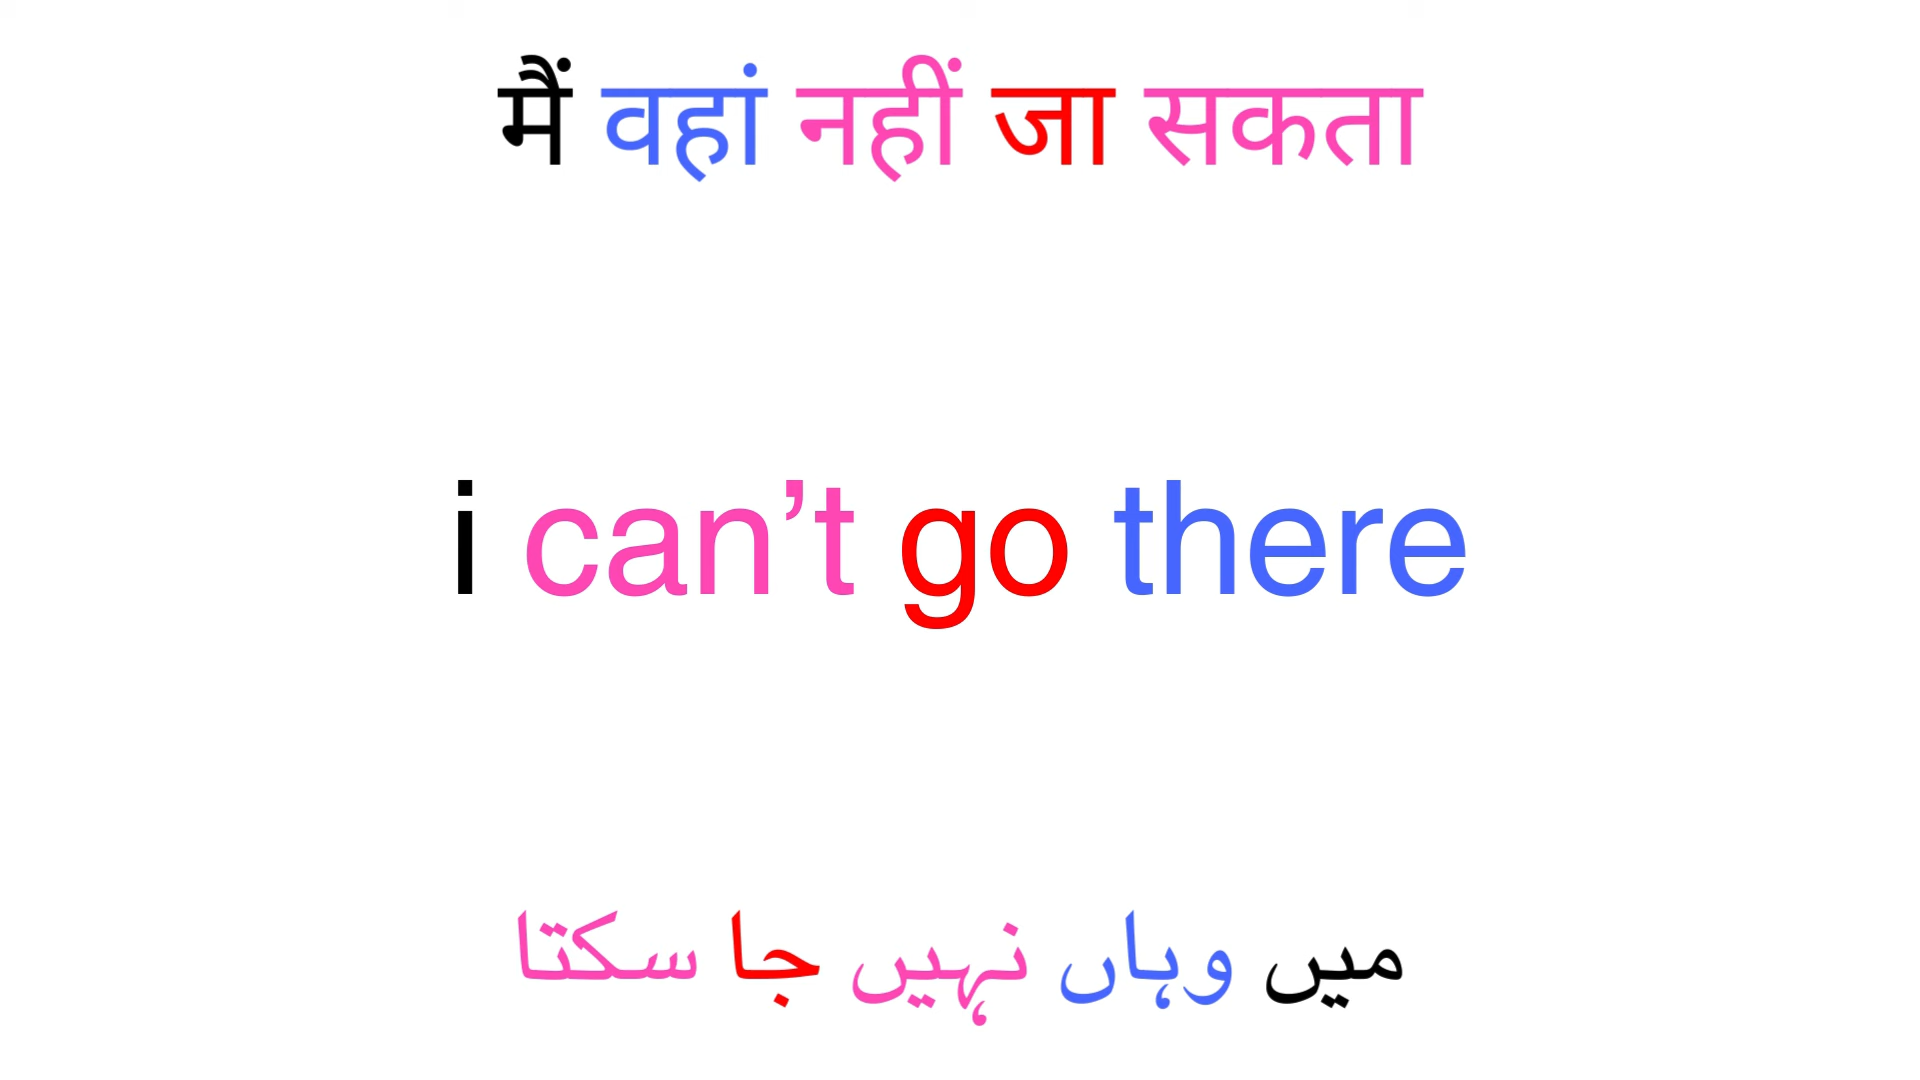 मैं वहां नहीं जा सकता
i can’t go there
میں وہاں نہیں جا سکتا